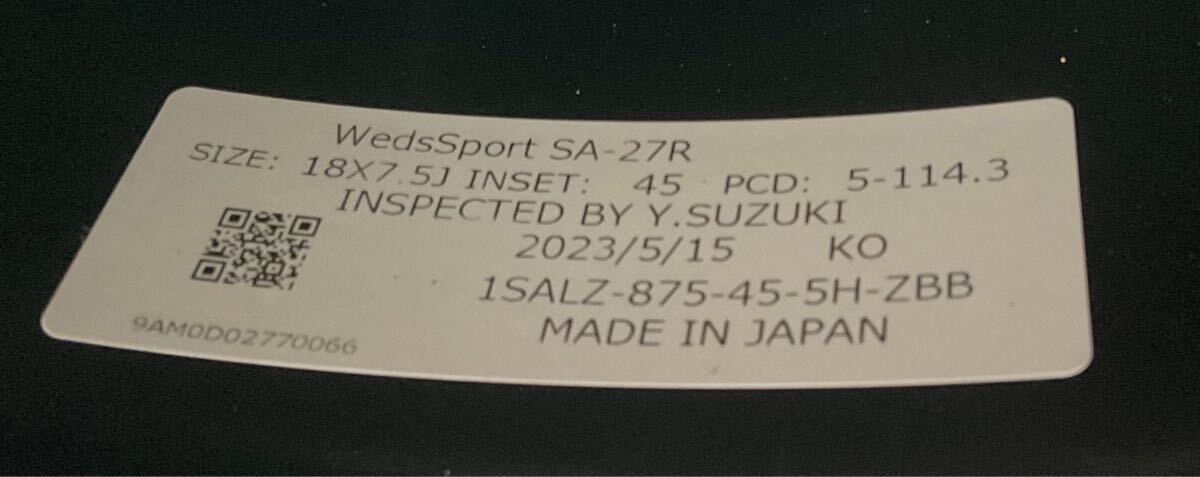 WedsSport SA-27R
SIZE: 18X7.5J INSET: 45 PCD: 5-114.3
INSPECTED BY Y.SUZUKI
2023/5/15 KO
1SALZ-875-45-5H-ZBB
MADE IN JAPAN
9AM0D02770066